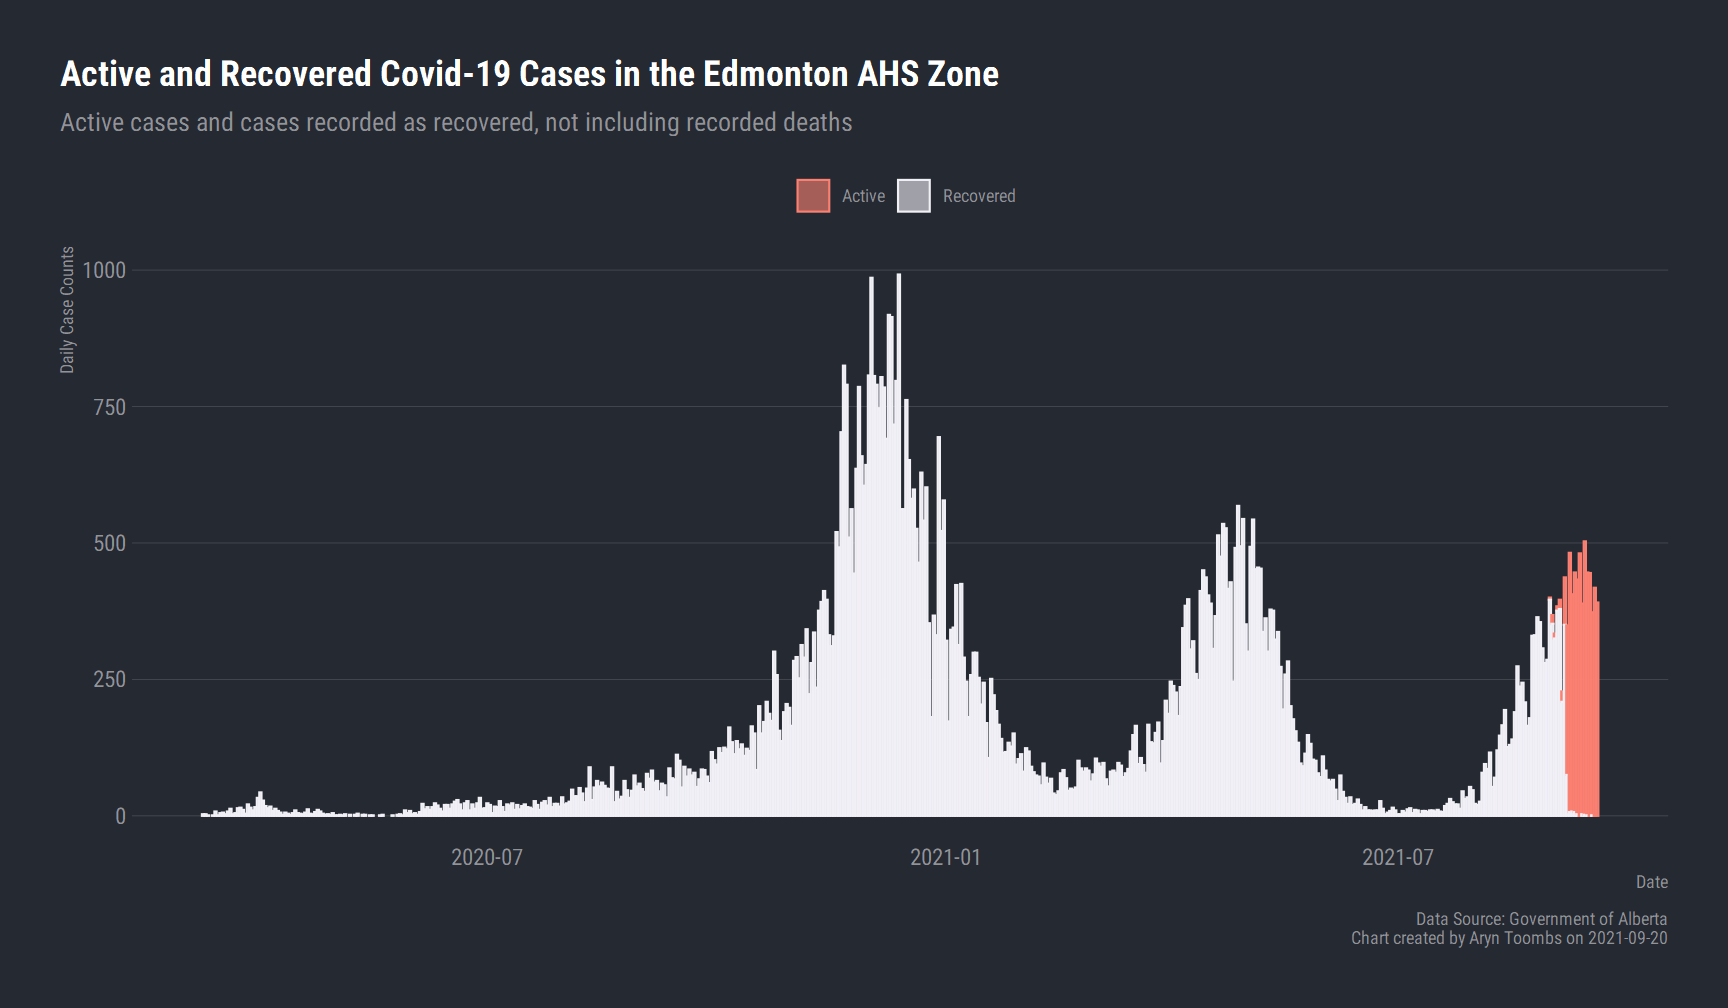 Active and Recovered Covid-19 Cases in the Edmonton AHS Zone
Active cases and cases recorded as recovered, not including recorded deaths
Active
Recovered
Daily Case Counts
1000
750
500
250
0
2020-07
2021-01
2021-07
Date
Data Source: Government of Alberta
Chart created by Aryn Toombs on 2021-09-20